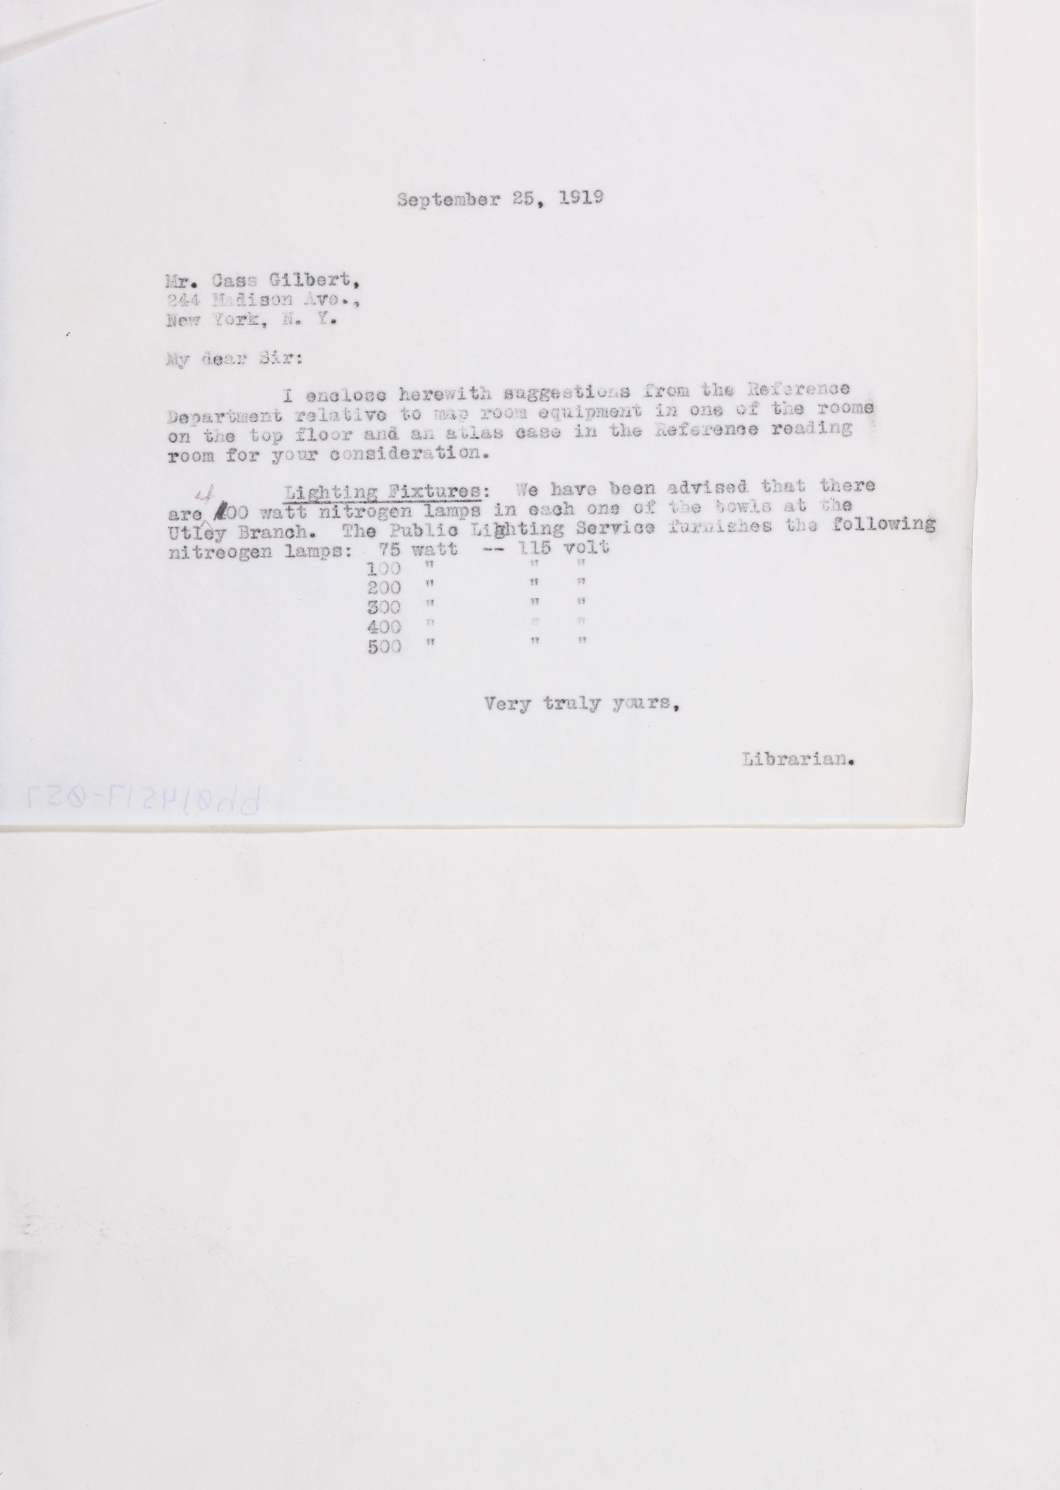 September 25, 1919
Mr. Cass Gilbert,
244 Madison Ave.,
New York, N. Y.
My dear Sir:
I enclose herewith suggestions from the Reference
Department relative to map room equipment in one of the rooms
on the top floor and an atlas case in the Reference reading
room for your consideration.
Lighting Fixtures: We have been advised that there
are 400 watt nitrogen lamps in each one of the bowls at the
Utley Branch. The Public Lighting Service furnishes the following
nitreogen lamps: 75 watt -- 115 volt
100 " " "
200 " " "
300 " " "
400 " " "
500 " " "
Very truly yours,
Librarian.